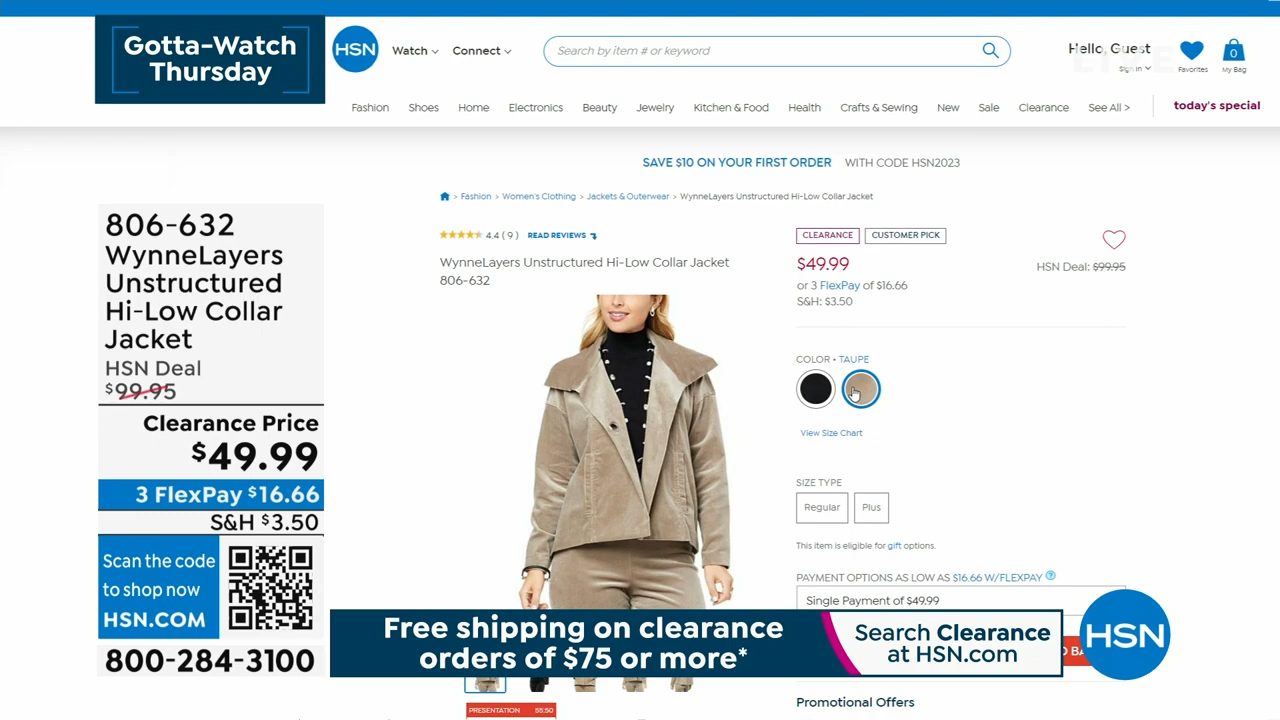 Gotta-Watch
Thursday
HSN
Watch
Connect
Search by item # or keyword
Hello, Guest
LIVE
Sign In
Favorites
0
My Bag
Fashion
Shoes
Home
Electronics
Beauty
Jewelry
Kitchen & Food
Health
Crafts & Sewing
New
Sale
Clearance
See All >
today's special
SAVE $10 ON YOUR FIRST ORDER WITH CODE HSN2023
> Fashion > Women's Clothing > Jackets & Outerwear > WynneLayers Unstructured Hi-Low Collar Jacket
4.4 ( 9 ) READ REVIEWS
WynneLayers Unstructured Hi-Low Collar Jacket
806-632
CLEARANCE
CUSTOMER PICK
$49.99
HSN Deal: $99.95
or 3 FlexPay of $16.66
S&H: $3.50
COLOR • TAUPE
View Size Chart
SIZE TYPE
Regular
Plus
This item is eligible for gift options.
PAYMENT OPTIONS AS LOW AS $16.66 W/FLEXPAY
Single Payment of $49.99
Promotional Offers
PRESENTATION
806-632
WynneLayers
Unstructured
Hi-Low Collar
Jacket
HSN Deal
$99.95
Clearance Price
$49.99
3 FlexPay $16.66
S&H $3.50
Scan the code
to shop now
HSN.COM
800-284-3100
Free shipping on clearance
orders of $75 or more*
Search Clearance
at HSN.com
HSN